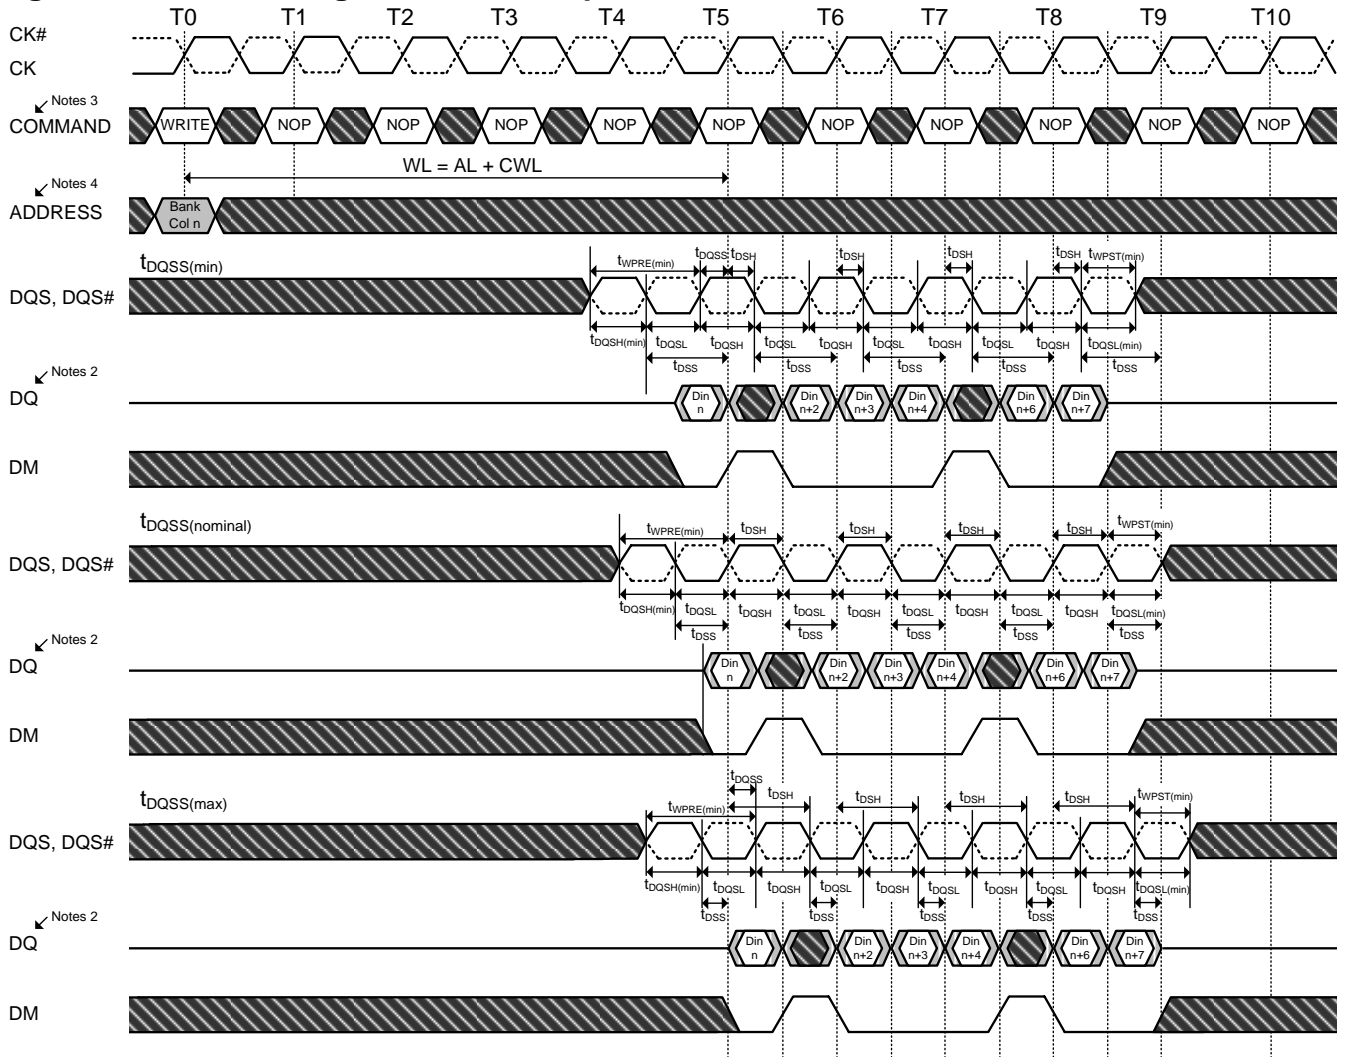 T0 T1 T2 T3 T4 T5 T6 T7 T8 T9 T10
CK#
CK
Notes 3
COMMAND WRITE NOP NOP NOP NOP NOP NOP NOP NOP NOP NOP
WL = AL + CWL
Notes 4
ADDRESS Bank Col n
tDQSS(min) tWPRE(min) tDQSS tDSH tDSH tDSH tDSH tWPST(min)
DQS, DQS#
tDQSH(min) tDQSL tDQSH tDQSL tDQSH tDQSL tDQSH tDQSL tDQSH tDQSL(min)
tDSS tDSS tDSS tDSS tDSS
Notes 2
DQ Din n Din n+2 Din n+3 Din n+4 Din n+6 Din n+7
DM
tDQSS(nominal) tWPRE(min) tDSH tDSH tDSH tDSH tWPST(min)
DQS, DQS#
tDQSH(min) tDQSL tDQSH tDQSL tDQSH tDQSL tDQSH tDQSL tDQSH tDQSL(min)
tDSS tDSS tDSS tDSS tDSS
Notes 2
DQ Din n Din n+2 Din n+3 Din n+4 Din n+6 Din n+7
DM
tDQSS
tDQSS(max) tWPRE(min) tDSH tDSH tDSH tDSH tWPST(min)
DQS, DQS#
tDQSH(min) tDQSL tDQSH tDQSL tDQSH tDQSL tDQSH tDQSL tDQSH tDQSL(min)
tDSS tDSS tDSS tDSS tDSS
Notes 2
DQ Din n Din n+2 Din n+3 Din n+4 Din n+6 Din n+7
DM